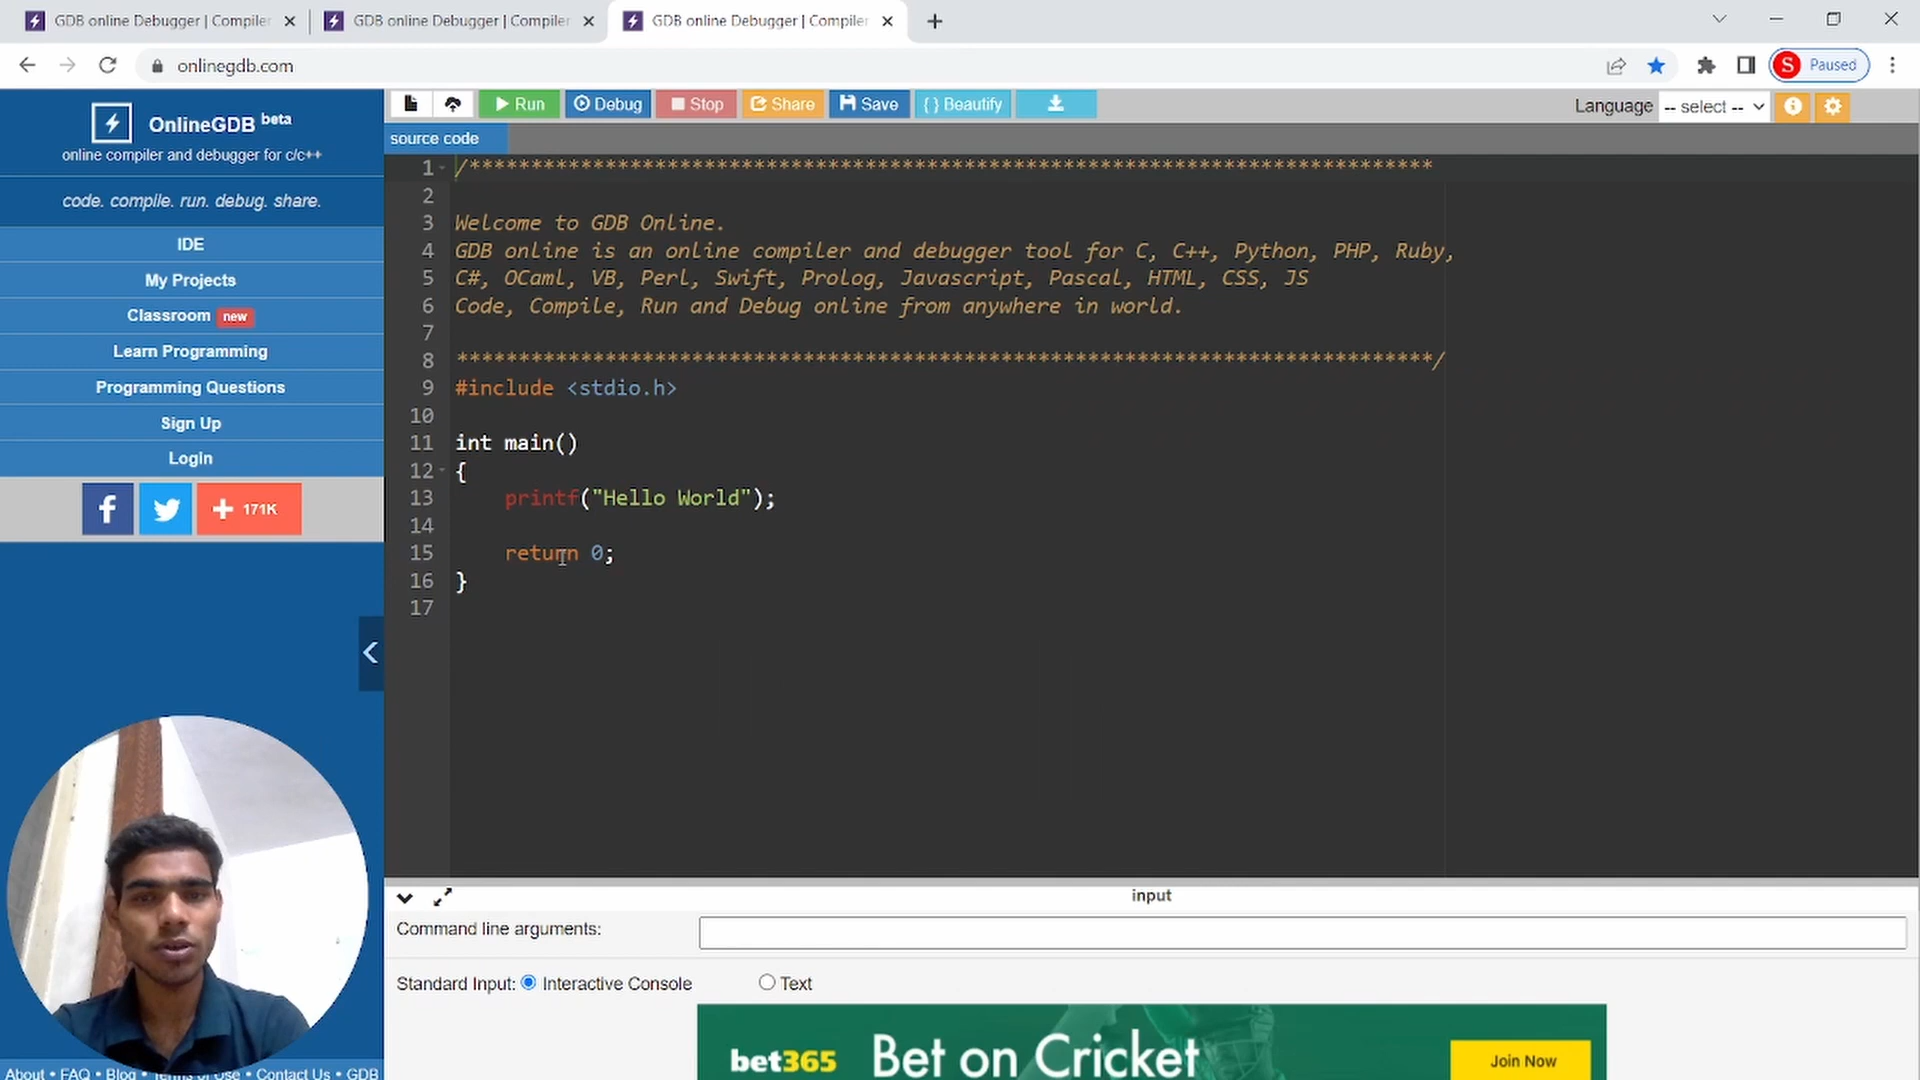 GDB online Debugger | Compiler
GDB online Debugger | Compiler
GDB online Debugger | Compiler
onlinegdb.com
S Paused
OnlineGDB beta
online compiler and debugger for c/c++
code. compile. run. debug. share.
IDE
My Projects
Classroom new
Learn Programming
Programming Questions
Sign Up
Login
f + 171K
About • FAQ • Blog • Terms of Use • Contact Us • GDB
Run Debug Stop Share Save { } Beautify
Language -- select --
source code
1 /******************************************************************************
2
3 Welcome to GDB Online.
4 GDB online is an online compiler and debugger tool for C, C++, Python, PHP, Ruby,
5 C#, OCaml, VB, Perl, Swift, Prolog, Javascript, Pascal, HTML, CSS, JS
6 Code, Compile, Run and Debug online from anywhere in world.
7
8 *******************************************************************************/
9 #include <stdio.h>
10
11 int main()
12 {
13 printf("Hello World");
14
15 return 0;
16 }
17
input
Command line arguments:
Standard Input: Interactive Console Text
bet365 Bet on Cricket Join Now